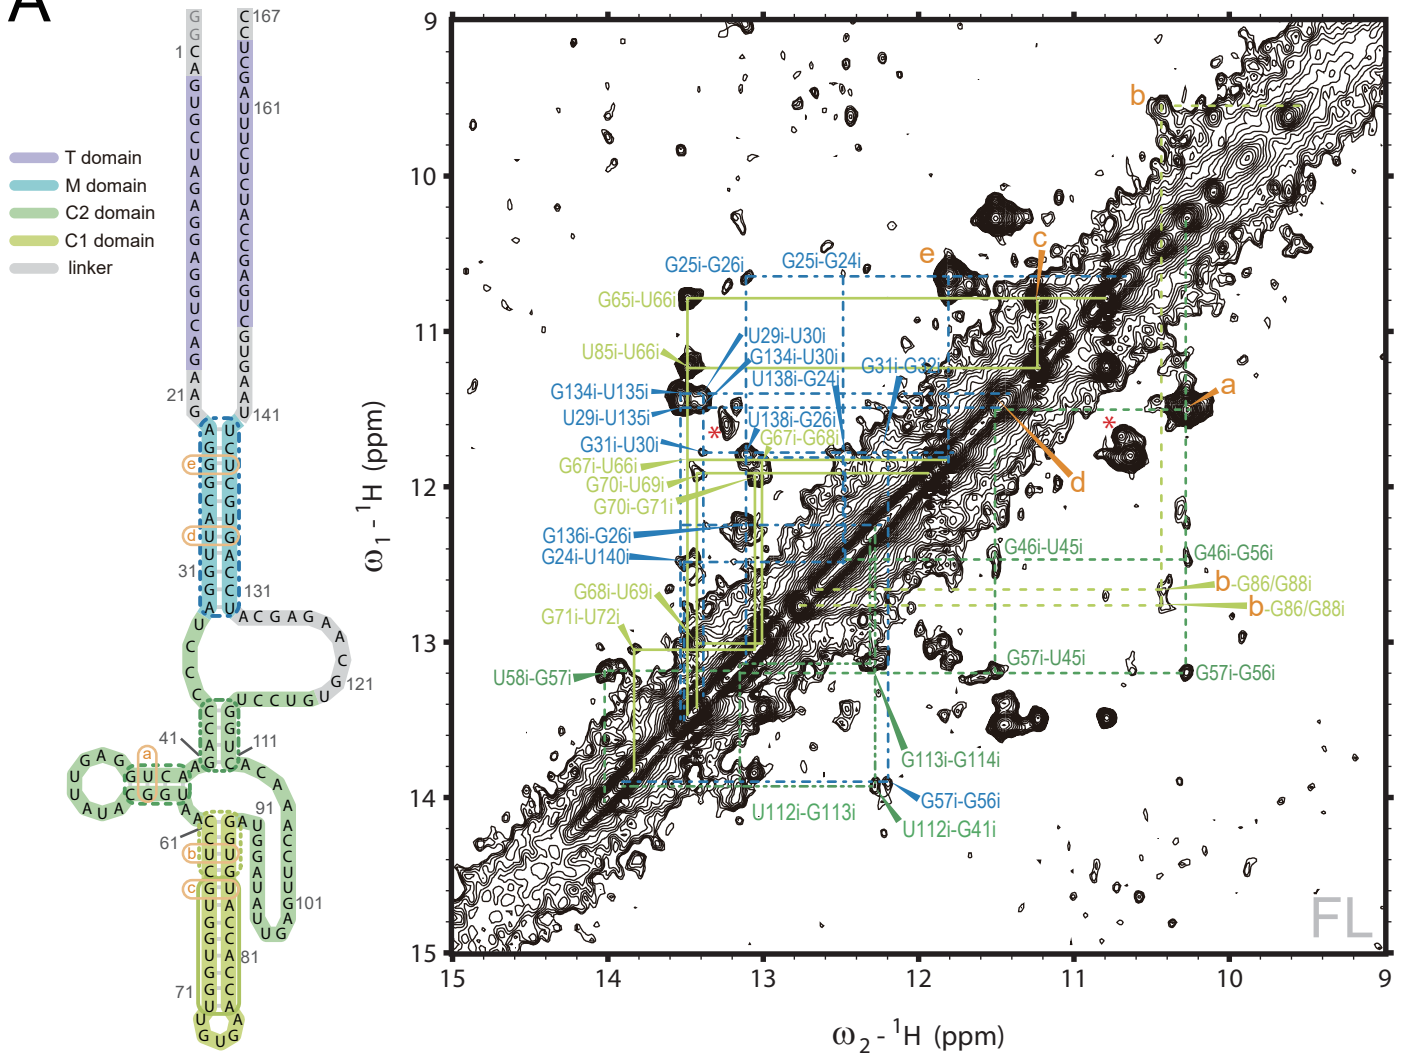 A
G
G
1 C
A
G
U
G
C
U
A
G
A
G
G
A
G
G
U
C
A
G
21 A
A
G
C 167
C
U
C
G
A
U 161
U
U
C
U
C
U
A
C
C
G
A
G
U
C
G
U
G
A
A
U 141
T domain
M domain
C2 domain
C1 domain
linker
e
d
31
131
A C G A G A A C G U
121
U C C U G U
41
111
a
G A G
U U A U
G U C A
A C G G U
61
91
b
c
101
81
71
U G U G A
9
10
11
12
13
14
15
15
14
13
12
11
10
9
ω1 - 1H (ppm)
ω2 - 1H (ppm)
b
c
e
a
d
*
*
G25i-G26i
G25i-G24i
G65i-U66i
U29i-U30i
U85i-U66i
G134i-U30i
G31i-G32i
U138i-G24i
G134i-U135i
U29i-U135i
U138i-G26i
G67i-G68i
G31i-U30i
G67i-U66i
G70i-U69i
G70i-G71i
G136i-G26i
G24i-U140i
G68i-U69i
G71i-U72i
U58i-G57i
G46i-U45i
G46i-G56i
b-G86/G88i
b-G86/G88i
G57i-U45i
G57i-G56i
G113i-G114i
G57i-G56i
U112i-G113i
U112i-G41i
FL